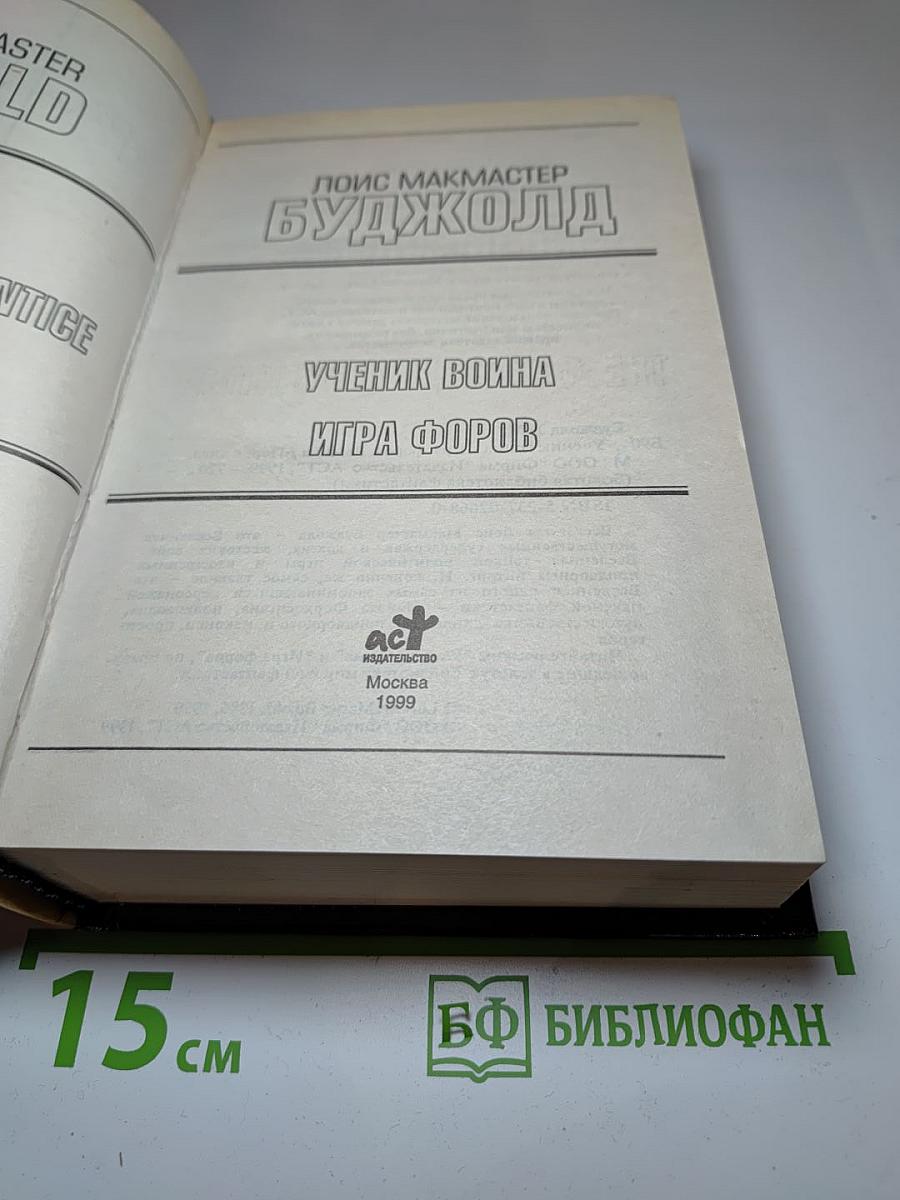 ASTER
LD
NTICE
ЛОИС МАКМАСТЕР
БУДЖОЛД
УЧЕНИК ВОИНА
ИГРА ФОРОВ
аст
ИЗДАТЕЛЬСТВО
Москва
1999
15 см
БФ БИБЛИОФАН